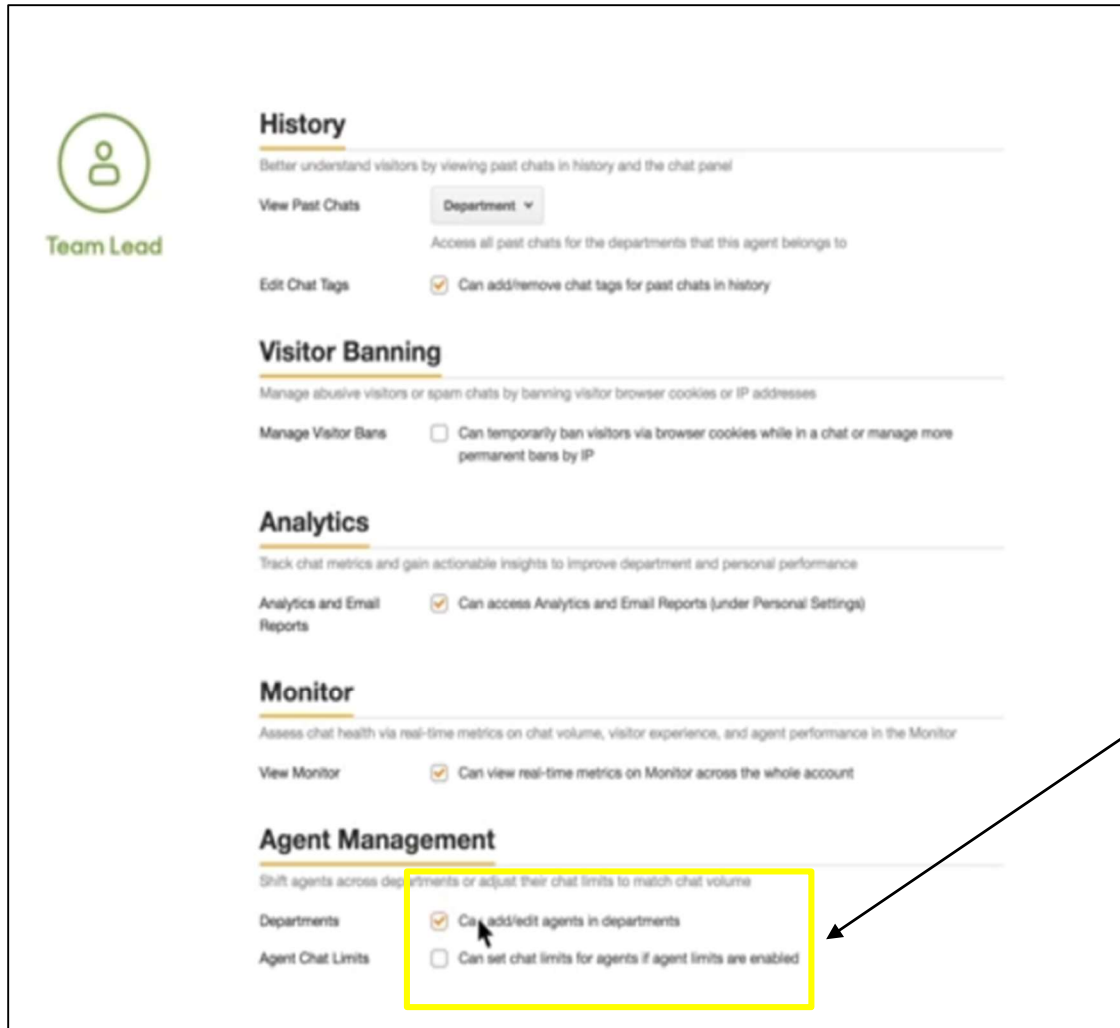 Team Lead
History
Better understand visitors by viewing past chats in history and the chat panel
View Past Chats Department
Access all past chats for the departments that this agent belongs to
Edit Chat Tags Can add/remove chat tags for past chats in history
Visitor Banning
Manage abusive visitors or spam chats by banning visitor browser cookies or IP addresses
Manage Visitor Bans Can temporarily ban visitors via browser cookies while in a chat or manage more
permanent bans by IP
Analytics
Track chat metrics and gain actionable insights to improve department and personal performance
Analytics and Email Can access Analytics and Email Reports (under Personal Settings)
Reports
Monitor
Assess chat health via real-time metrics on chat volume, visitor experience, and agent performance in the Monitor
View Monitor Can view real-time metrics on Monitor across the whole account
Agent Management
Shift agents across departments or adjust their chat limits to match chat volume
Departments Ca add/edit agents in departments
Agent Chat Limits Can set chat limits for agents if agent limits are enabled